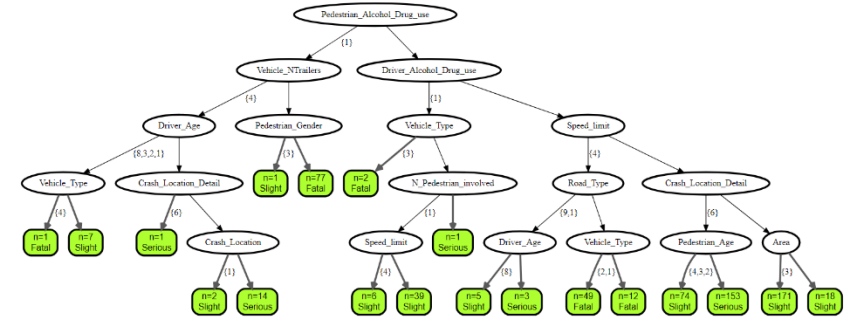 Pedestrian_Alcohol_Drug_use
{1}
Vehicle_NTrailers
Driver_Alcohol_Drug_use
{4}
{1}
Driver_Age
Pedestrian_Gender
Vehicle_Type
Speed_limit
{8,3,2,1}
{3}
{3}
{4}
Vehicle_Type
Crash_Location_Detail
n=1
Slight
n=77
Fatal
n=2
Fatal
N_Pedestrian_involved
Road_Type
Crash_Location_Detail
{4}
{6}
{1}
{9,1}
{6}
n=1
Fatal
n=7
Slight
n=1
Serious
Crash_Location
Speed_limit
n=1
Serious
Driver_Age
Vehicle_Type
Pedestrian_Age
Area
{1}
{4}
{8}
{2,1}
{4,3,2}
{3}
n=2
Slight
n=14
Serious
n=6
Slight
n=39
Slight
n=5
Slight
n=3
Serious
n=49
Fatal
n=12
Fatal
n=74
Slight
n=153
Serious
n=171
Slight
n=18
Slight